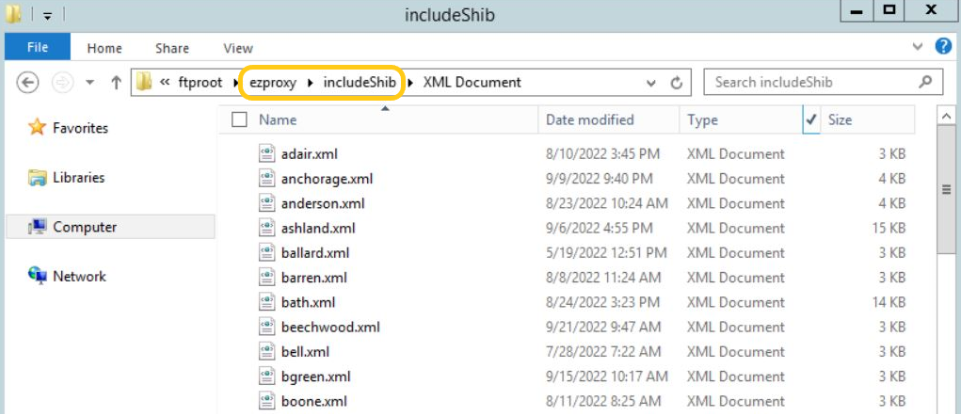 includeShib
File Home Share View
« ftproot ezproxy includeShib XML Document Search includeShib
Name Date modified Type Size
Favorites
Libraries
Computer
Network
adair.xml 8/10/2022 3:45 PM XML Document 3 KB
anchorage.xml 9/9/2022 9:40 PM XML Document 4 KB
anderson.xml 8/23/2022 10:24 AM XML Document 4 KB
ashland.xml 9/6/2022 4:55 PM XML Document 15 KB
ballard.xml 5/19/2022 12:51 PM XML Document 3 KB
barren.xml 8/8/2022 11:24 AM XML Document 3 KB
bath.xml 8/24/2022 3:23 PM XML Document 14 KB
beechwood.xml 9/21/2022 9:47 AM XML Document 3 KB
bell.xml 7/28/2022 7:22 AM XML Document 3 KB
bgreen.xml 9/15/2022 10:17 AM XML Document 3 KB
boone.xml 8/11/2022 8:25 AM XML Document 3 KB